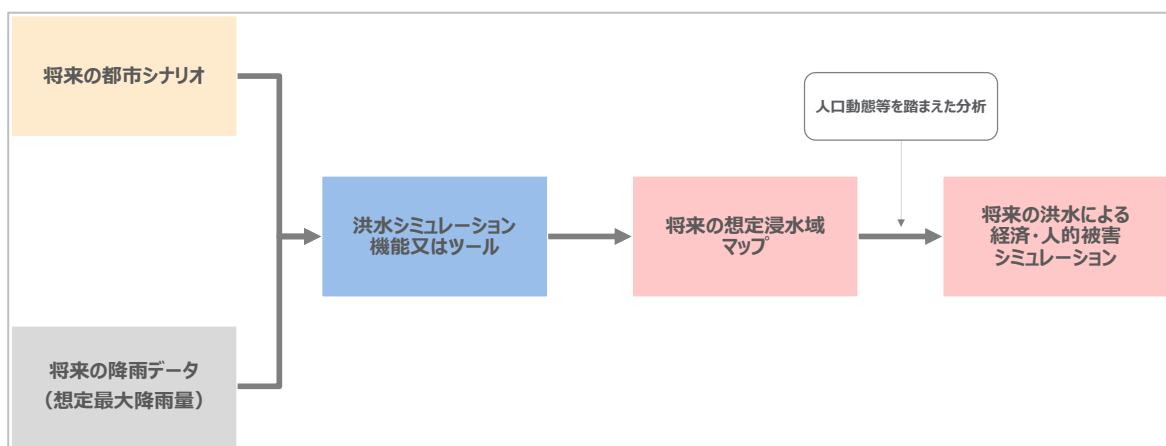 将来の都市シナリオ
人口動態等を踏まえた分析
洪水シミュレーション
機能又はツール
将来の想定浸水域
マップ
将来の洪水による
経済・人的被害
シミュレーション
将来の降雨データ
（想定最大降雨量）